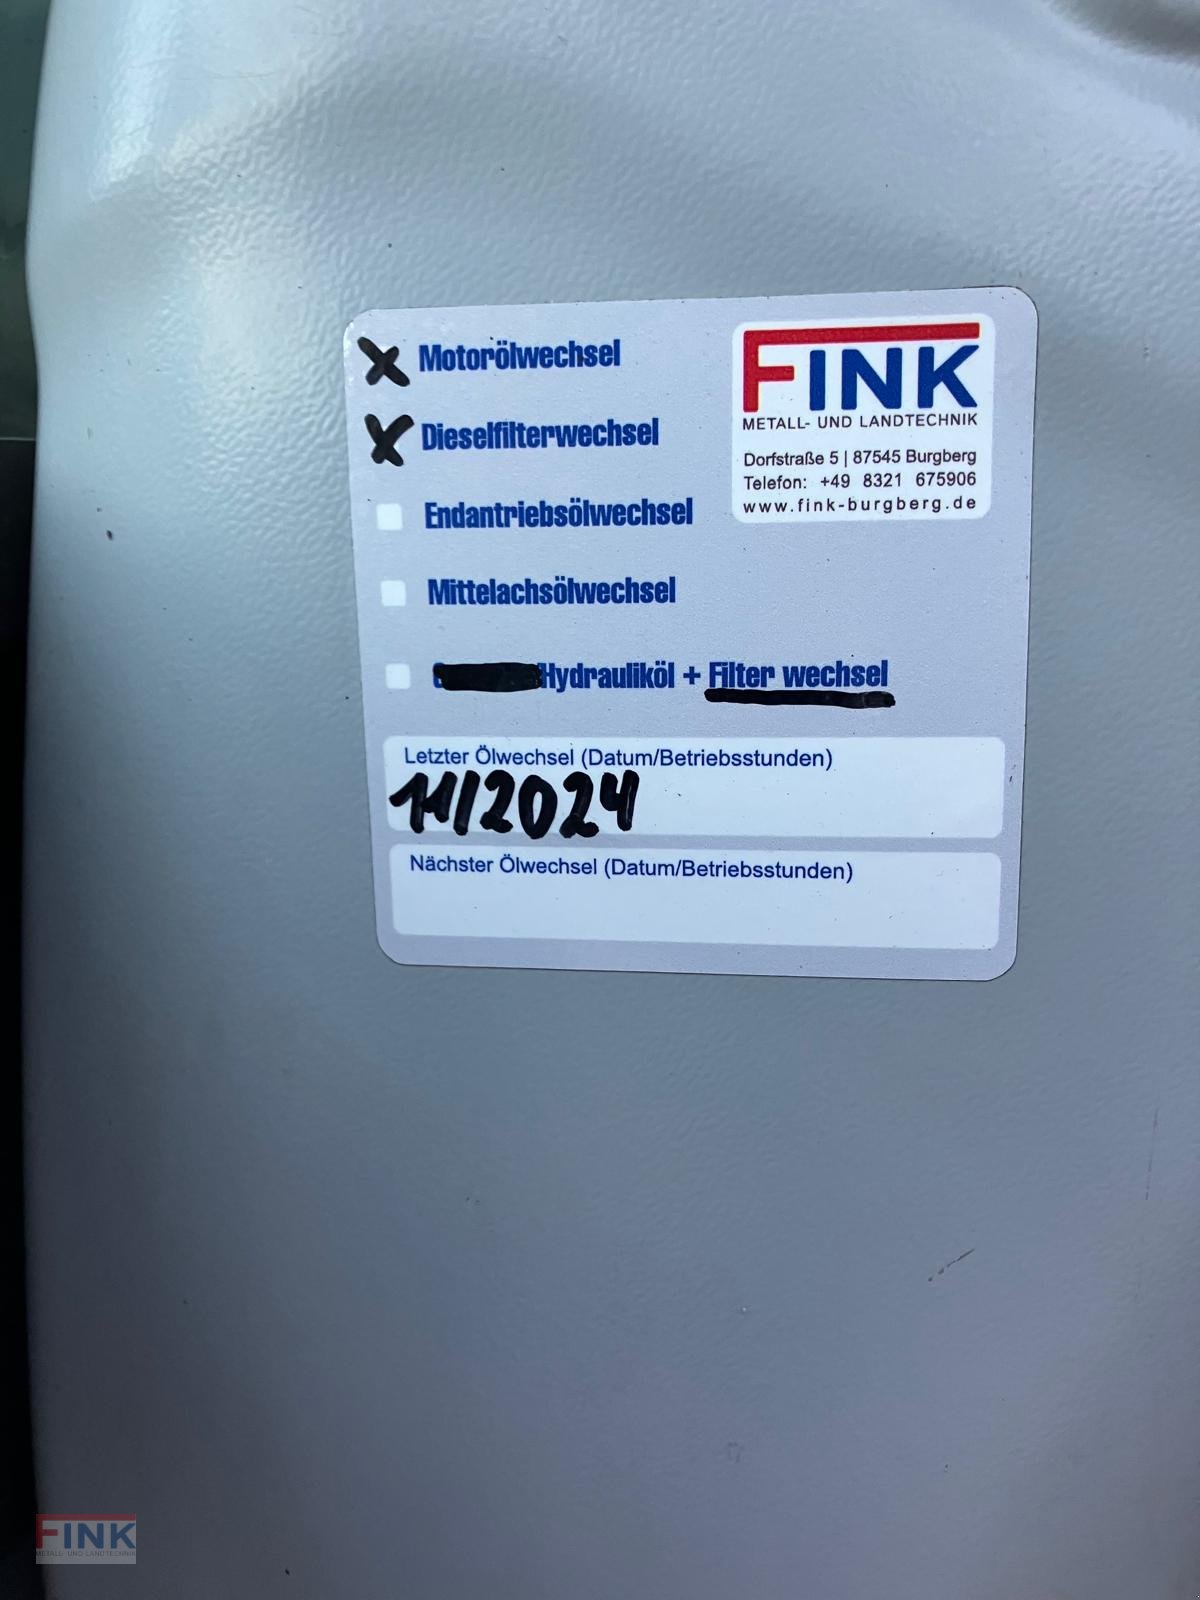 Motorölwechsel
Dieselfilterwechsel
Endantriebsölwechsel
Mittelachsölwechsel
Hydrauliköl + Filter wechsel
FINK
METALL- UND LANDTECHNIK
Dorfstraße 5 | 87545 Burgberg
Telefon: +49 8321 675906
www.fink-burgberg.de
Letzter Ölwechsel (Datum/Betriebsstunden)
11/2024
Nächster Ölwechsel (Datum/Betriebsstunden)
FINK
METALL- UND LANDTECHNIK